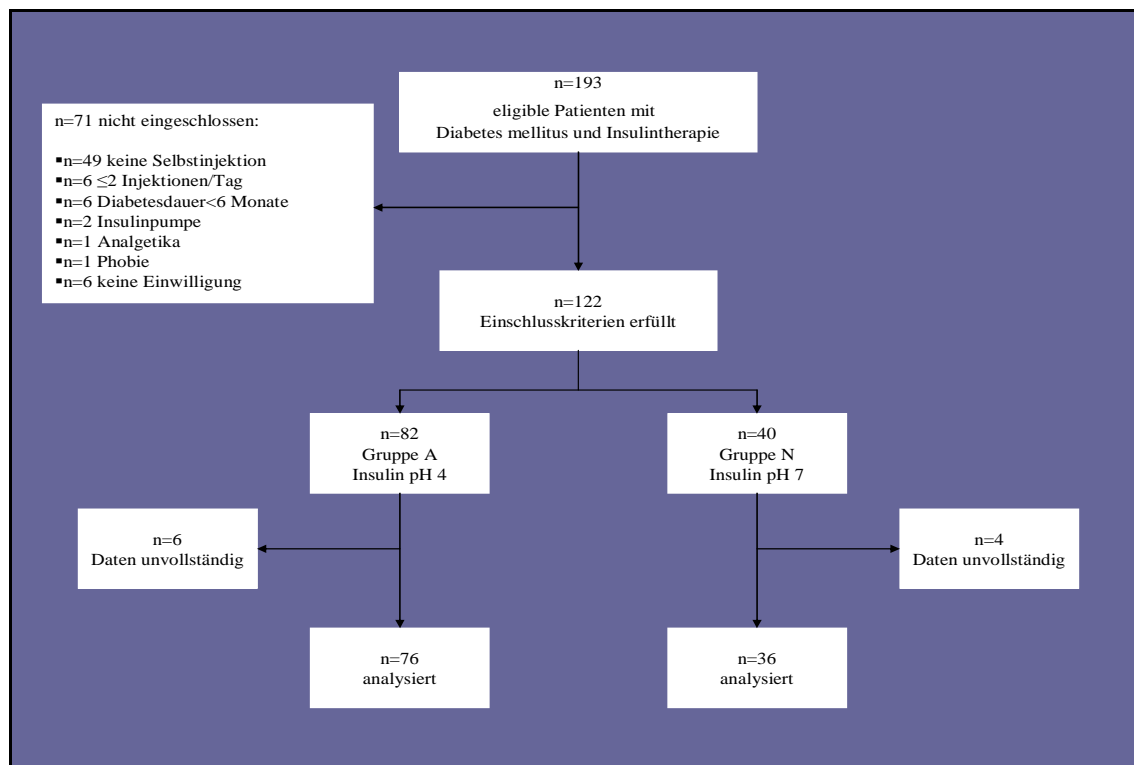 n=193
eligible Patienten mit
Diabetes mellitus und Insulintherapie
n=71 nicht eingeschlossen:
▪n=49 keine Selbstinjektion
▪n=6 ≤2 Injektionen/Tag
▪n=6 Diabetesdauer<6 Monate
▪n=2 Insulinpumpe
▪n=1 Analgetika
▪n=1 Phobie
▪n=6 keine Einwilligung
n=122
Einschlusskriterien erfüllt
n=82
Gruppe A
Insulin pH 4
n=40
Gruppe N
Insulin pH 7
n=6
Daten unvollständig
n=4
Daten unvollständig
n=76
analysiert
n=36
analysiert